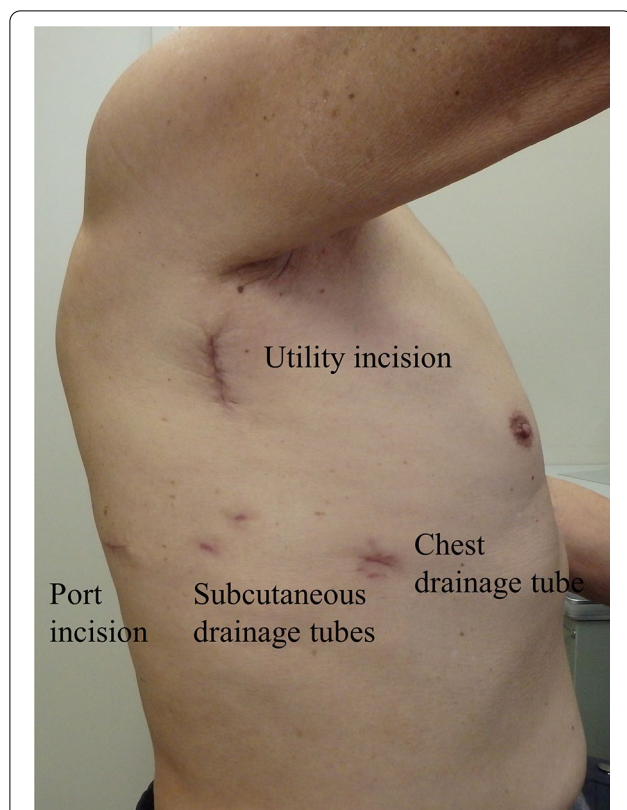 Utility incision
Chest
drainage tube
Port
incision
Subcutaneous
drainage tubes